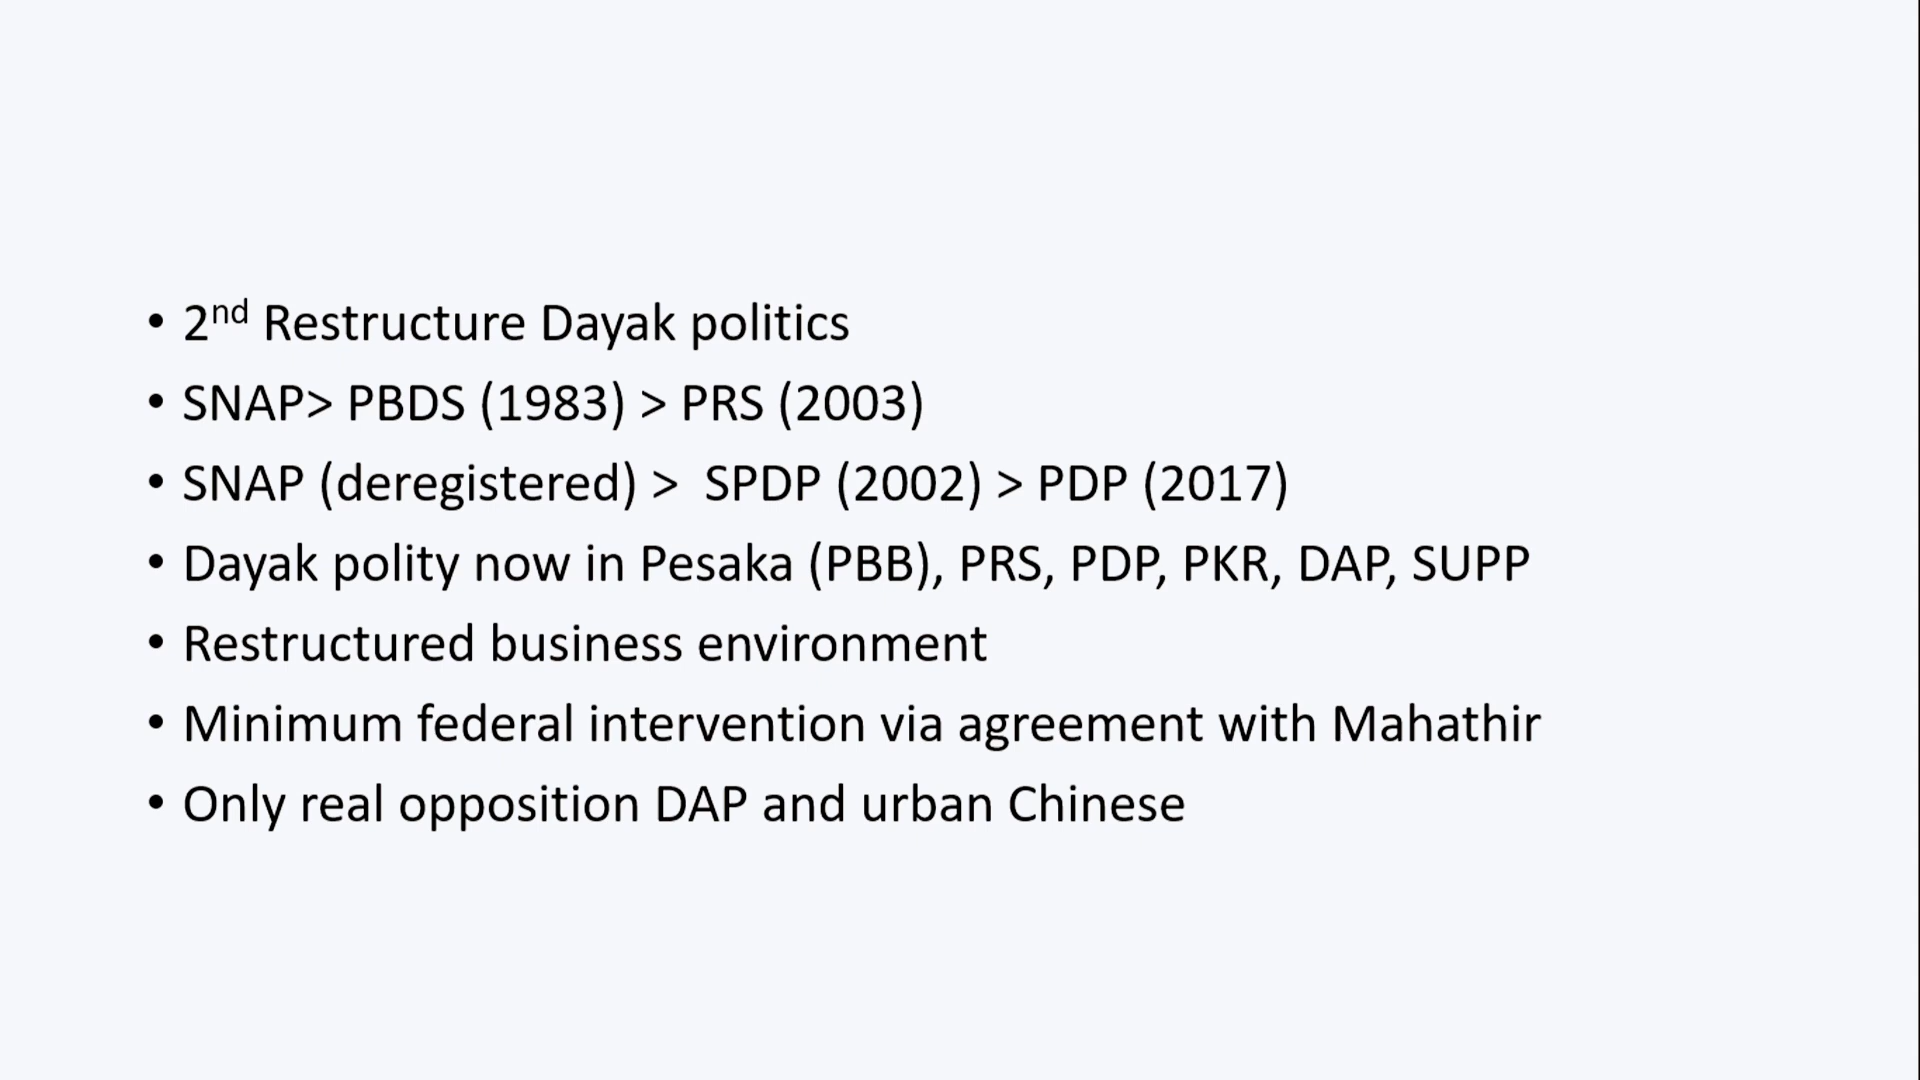 • 2nd Restructure Dayak politics
• SNAP> PBDS (1983) > PRS (2003)
• SNAP (deregistered) >  SPDP (2002) > PDP (2017)
• Dayak polity now in Pesaka (PBB), PRS, PDP, PKR, DAP, SUPP
• Restructured business environment
• Minimum federal intervention via agreement with Mahathir
• Only real opposition DAP and urban Chinese